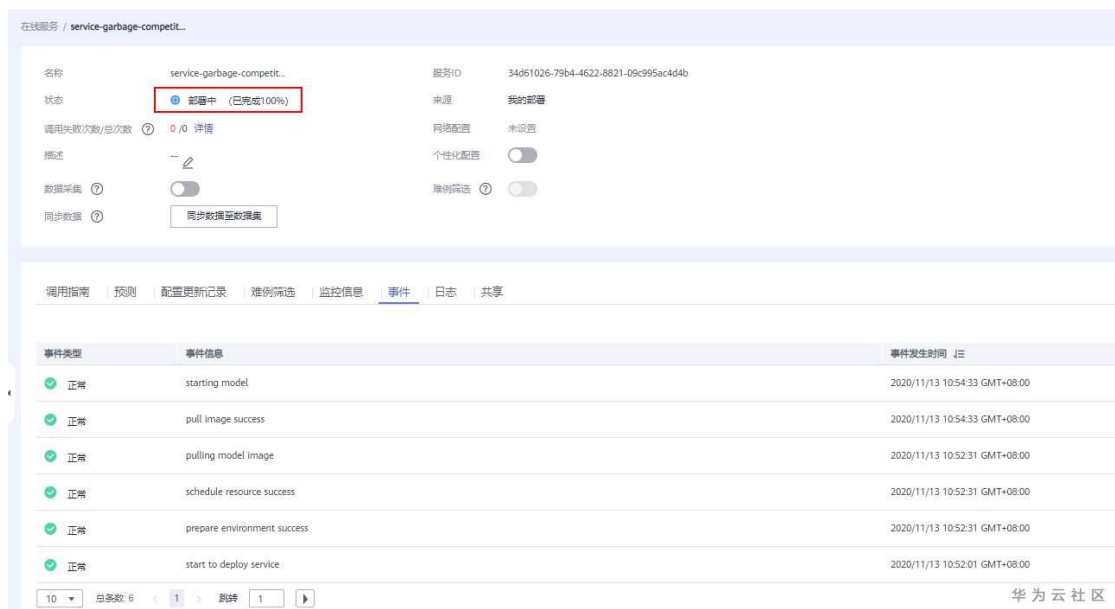 在线服务 / service-garbage-competit...
名称 service-garbage-competit... 服务ID 34d61026-79b4-4622-8821-09c995ac4d4b
状态 部署中 (已完成100%) 来源 我的部署
调用失败次数/总次数 ? 0 /0 详情 网络配置 未设置
描述 -- 个性化配置
数据采集 ? 难例筛选 ?
同步数据 ? 同步数据至数据集
调用指南 预测 配置更新记录 难例筛选 监控信息 事件 日志 共享
事件类型 事件信息 事件发生时间
正常 starting model 2020/11/13 10:54:33 GMT+08:00
正常 pull image success 2020/11/13 10:54:33 GMT+08:00
正常 pulling model image 2020/11/13 10:52:31 GMT+08:00
正常 schedule resource success 2020/11/13 10:52:31 GMT+08:00
正常 prepare environment success 2020/11/13 10:52:31 GMT+08:00
正常 start to deploy service 2020/11/13 10:52:01 GMT+08:00
10 总条数: 6 < 1 > 跳转 1
华为云社区